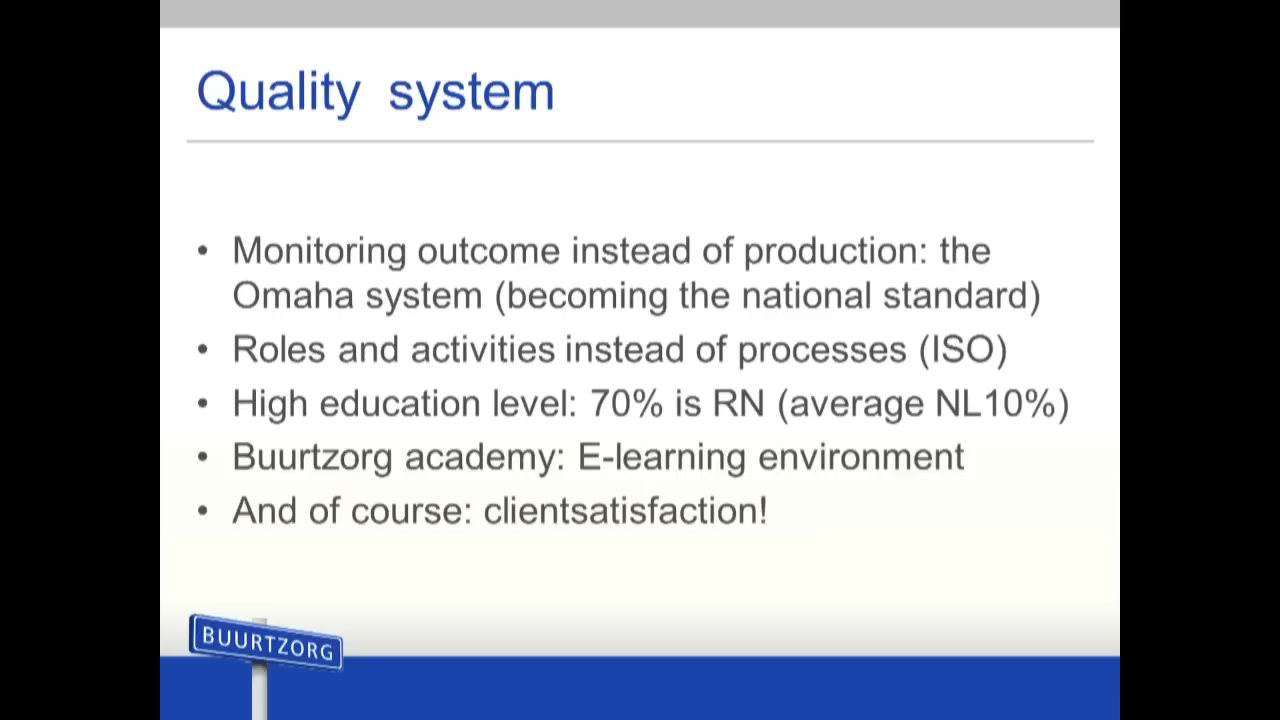 Quality system
• Monitoring outcome instead of production: the
Omaha system (becoming the national standard)
• Roles and activities instead of processes (ISO)
• High education level: 70% is RN (average NL10%)
• Buurtzorg academy: E-learning environment
• And of course: clientsatisfaction!
BUURTZORG